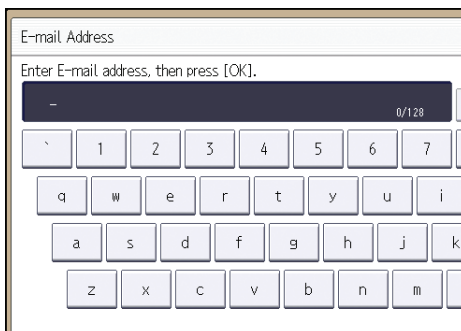 E-mail Address
Enter E-mail address, then press [OK].
_
0/128
` 1 2 3 4 5 6 7
q w e r t y u i
a s d f g h j k
z x c v b n m